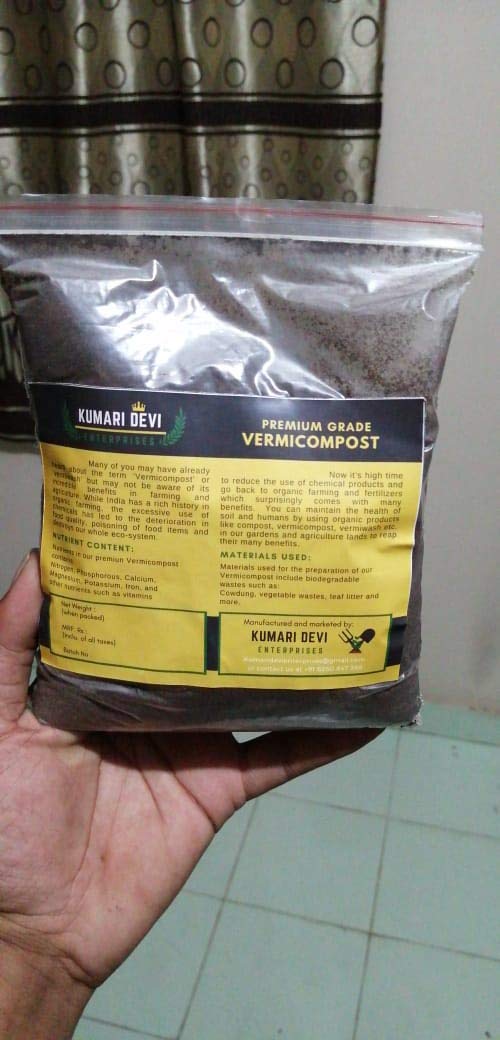 KUMARI DEVI
ENTERPRISES
Many of you may have already
about the term 'Vermicompost' or
but may not be aware of its
incredible benefits in farming and
agriculture. While India has a rich history in
organic farming, the excessive use of
chemicals has led to the deterioration in
food quality, poisoning of food items and
destroys our whole eco-system.
NUTRIENT CONTENT:
Nutrients in our premium Vermicompost
contains:
Nitrogen, Phosphorous, Calcium,
Magnesium, Potassium, Iron, and
other nutrients such as vitamins
Net Weight :
(when packed)
MRP. Rs.:
(inclu. of all taxes)
Batch No
PREMIUM GRADE
VERMICOMPOST
Now it's high time
to reduce the use of chemical products and
go back to organic farming and fertilizers
which surprisingly comes with many
benefits. You can maintain the health of
soil and humans by using organic products
like compost, vermicompost, vermiwash etc.
in our gardens and agriculture lands to reap
their many benefits.
MATERIALS USED:
Materials used for the preparation of our
Vermicompost include biodegradable
wastes such as:
Cowdung, vegetable wastes, leaf litter and
more.
Manufactured and marketed by:
KUMARI DEVI
ENTERPRISES
or contact us at